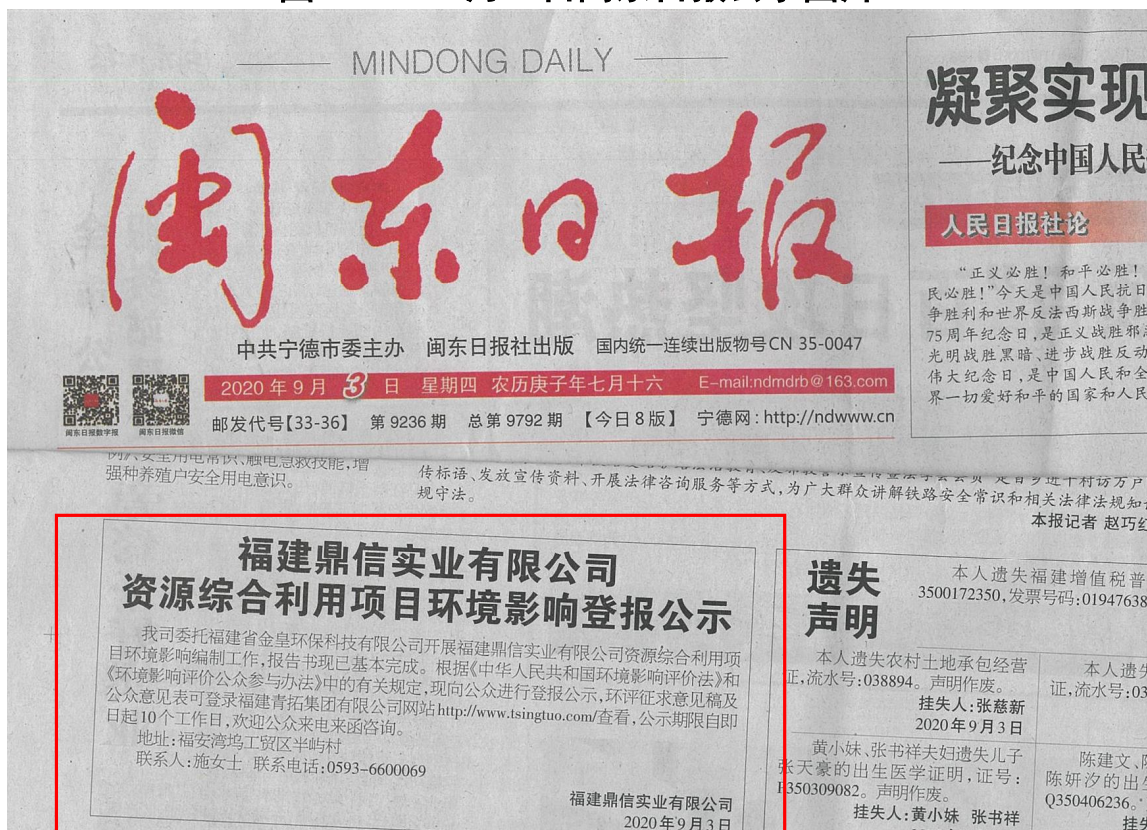 MINDONG DAILY
闽东日报
中共宁德市委主办 闽东日报社出版 国内统一连续出版物号CN 35-0047
2020年9月3日 星期四 农历庚子年七月十六 E-mail:ndmdrb@163.com
闽东日报数字报 闽东日报微信
邮发代号【33-36】 第9236期 总第9792期 【今日8版】 宁德网:http://ndwww.cn
凝聚实现
——纪念中国人民
人民日报社论
“正义必胜！和平必胜！
民必胜！”今天是中国人民抗日
争胜利和世界反法西斯战争胜
75周年纪念日,是正义战胜邪
光明战胜黑暗、进步战胜反动
伟大纪念日,是中国人民和全
界一切爱好和平的国家和人民
强种养殖户安全用电意识。
传标语、发放宣传资料、开展法律咨询服务等方式,为广大群众讲解铁路安全常识和相关法律法规知
规守法。
本报记者 赵巧红
福建鼎信实业有限公司
资源综合利用项目环境影响登报公示
我司委托福建省金皇环保科技有限公司开展福建鼎信实业有限公司资源综合利用项
目环境影响编制工作,报告书现已基本完成。根据《中华人民共和国环境影响评价法》和
《环境影响评价公众参与办法》中的有关规定,现向公众进行登报公示,环评征求意见稿及
公众意见表可登录福建青拓集团有限公司网站http://www.tsingtuo.com/查看,公示期限自即
日起10个工作日,欢迎公众来电来函咨询。
地址:福安湾坞工贸区半屿村
联系人:施女士 联系电话:0593-6600069
福建鼎信实业有限公司
2020年9月3日
遗失
声明
本人遗失福建增值税普
3500172350,发票号码:01947638
本人遗失农村土地承包经营
证,流水号:038894。声明作废。
挂失人:张慈新
2020年9月3日
本人遗失
证,流水号:03
黄小妹、张书祥夫妇遗失儿子
张天豪的出生医学证明,证号:
P350309082。声明作废。
挂失人:黄小妹 张书祥
陈建文、
陈妍汐的出生
Q350406236。
挂失